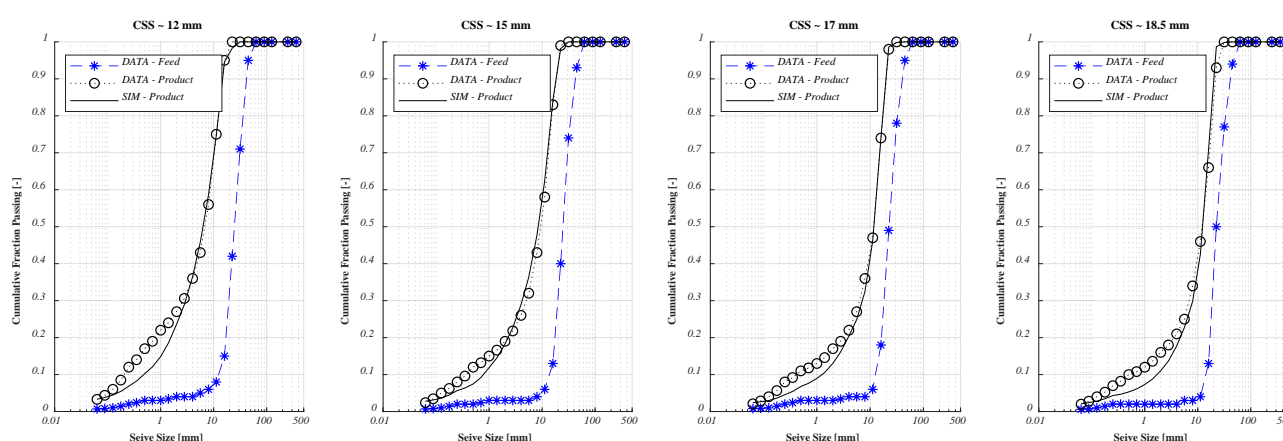 CSS ~ 12 mm
1
0.9
0.8
0.7
0.6
0.5
0.4
0.3
0.2
0.1
0
Cumulative Fraction Passing [-]
DATA - Feed
DATA - Product
SIM - Product
0.01
1
10
100
500
Seive Size [mm]
CSS ~ 15 mm
1
0.9
0.8
0.7
0.6
0.5
0.4
0.3
0.2
0.1
0
Cumulative Fraction Passing [-]
DATA - Feed
DATA - Product
SIM - Product
0.01
1
10
100
500
Seive Size [mm]
CSS ~ 17 mm
1
0.9
0.8
0.7
0.6
0.5
0.4
0.3
0.2
0.1
0
Cumulative Fraction Passing [-]
DATA - Feed
DATA - Product
SIM - Product
0.01
1
10
100
500
Seive Size [mm]
CSS ~ 18.5 mm
1
0.9
0.8
0.7
0.6
0.5
0.4
0.3
0.2
0.1
0
Cumulative Fraction Passing [-]
DATA - Feed
DATA - Product
SIM - Product
0.01
1
10
100
500
Seive Size [mm]